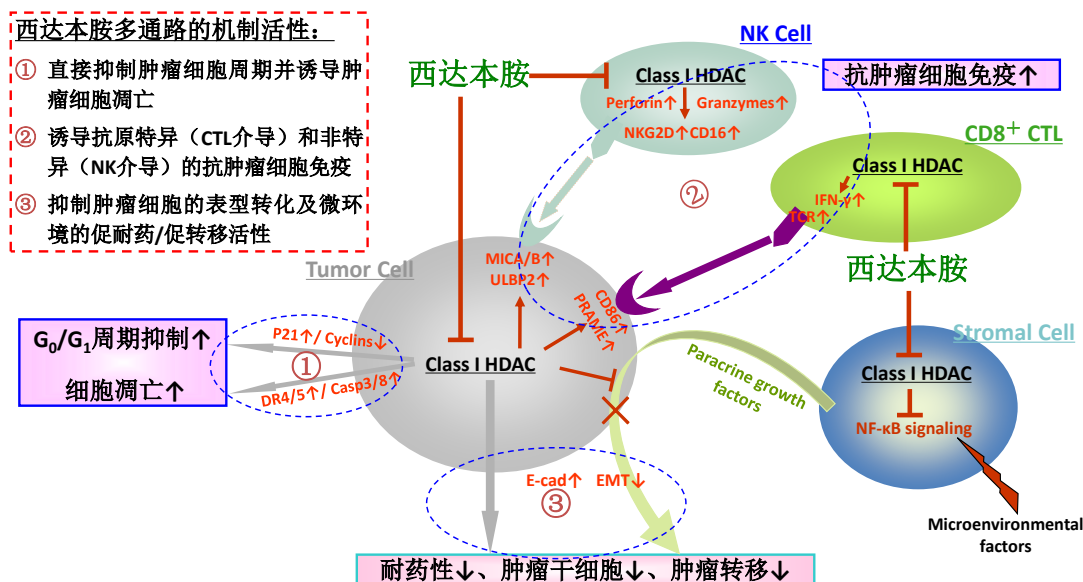 西达本胺多通路的机制活性：
① 直接抑制肿瘤细胞周期并诱导肿
瘤细胞凋亡
② 诱导抗原特异（CTL介导）和非特
异（NK介导）的抗肿瘤细胞免疫
③ 抑制肿瘤细胞的表型转化及微环
境的促耐药/促转移活性
西达本胺
NK Cell
Class I HDAC
Perforin↑ Granzymes↑
NKG2D↑CD16↑
抗肿瘤细胞免疫↑
CD8⁺ CTL
Class I HDAC
IFN-γ↑
TCR↑
②
西达本胺
Tumor Cell
MICA/B↑
ULBP2↑
CD86↑
PRAME↑
Class I HDAC
G₀/G₁周期抑制↑
细胞凋亡↑
P21↑/ Cyclins↓
①
DR4/5↑/ Casp3/8↑
Paracrine growth
factors
Stromal Cell
Class I HDAC
NF-κB signaling
Microenvironmental
factors
E-cad↑ EMT↓
③
耐药性↓、肿瘤干细胞↓、肿瘤转移↓